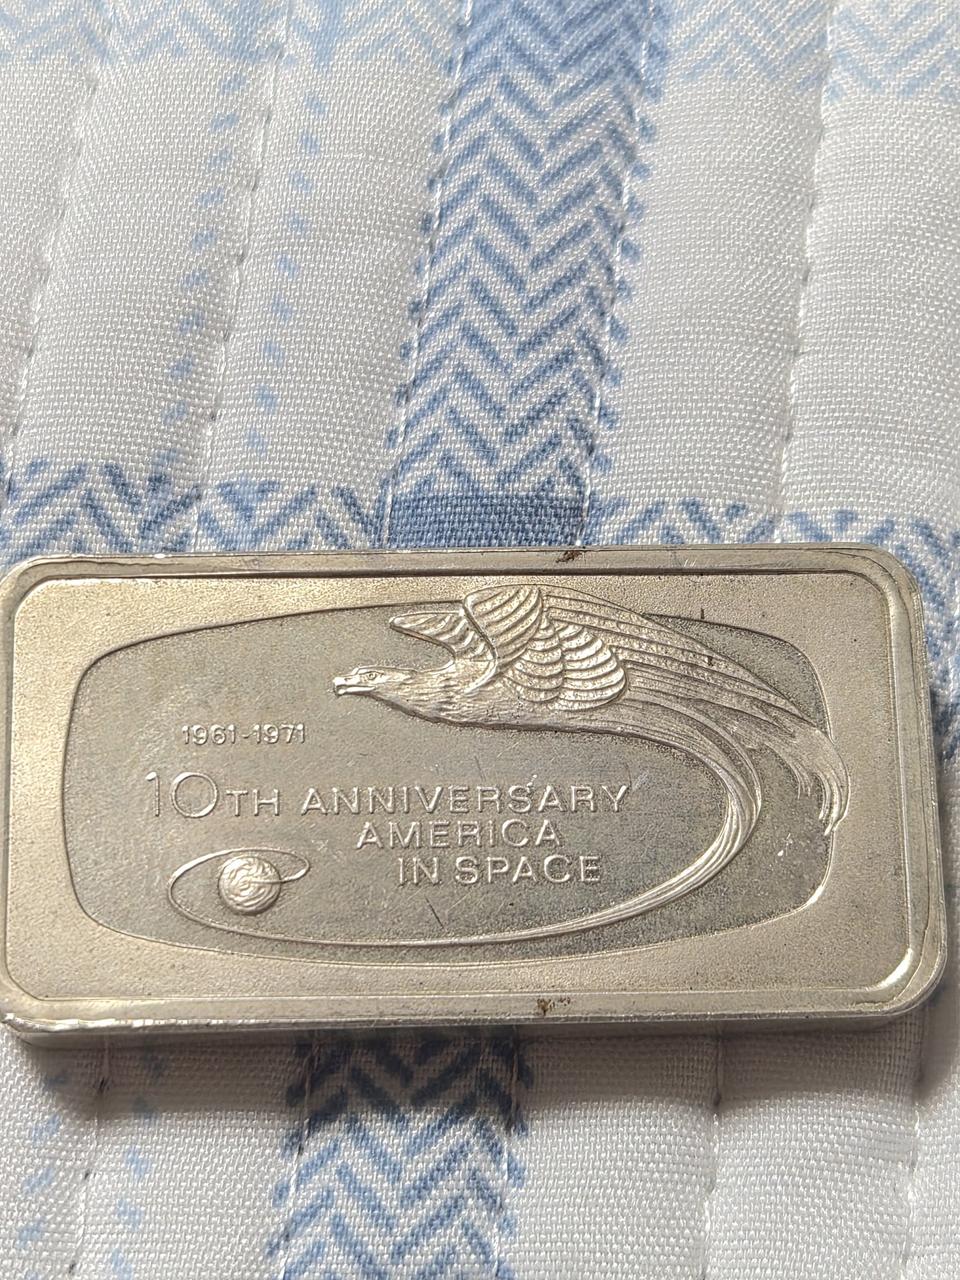 1961-1971
10TH ANNIVERSARY
AMERICA
IN SPACE